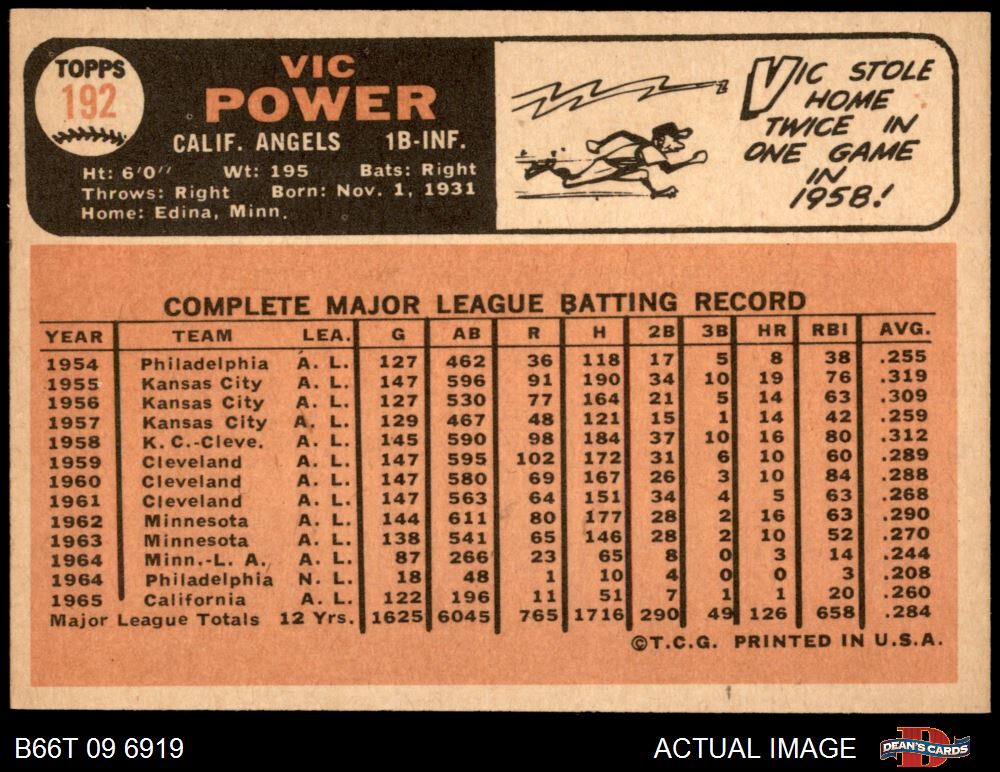 TOPPS
192
VIC
POWER
CALIF. ANGELS 1B-INF.
Ht: 6'0" Wt: 195 Bats: Right
Throws: Right Born: Nov. 1, 1931
Home: Edina, Minn.
VIC STOLE
HOME
TWICE IN
ONE GAME
IN
1958!
COMPLETE MAJOR LEAGUE BATTING RECORD
YEAR TEAM LEA. G AB R H 2B 3B HR RBI AVG.
1954 Philadelphia A. L. 127 462 36 118 17 5 8 38 .255
1955 Kansas City A. L. 147 596 91 190 34 10 19 76 .319
1956 Kansas City A. L. 127 530 77 164 21 5 14 63 .309
1957 Kansas City A. L. 129 467 48 121 15 1 14 42 .259
1958 K. C.-Cleve. A. L. 145 590 98 184 37 10 16 80 .312
1959 Cleveland A. L. 147 595 102 172 31 6 10 60 .289
1960 Cleveland A. L. 147 580 69 167 26 3 10 84 .288
1961 Cleveland A. L. 147 563 64 151 34 4 5 63 .268
1962 Minnesota A. L. 144 611 80 177 28 2 16 63 .290
1963 Minnesota A. L. 138 541 65 146 28 2 10 52 .270
1964 Minn.-L. A. A. L. 87 266 23 65 8 0 3 14 .244
1964 Philadelphia N. L. 18 48 1 10 4 0 0 3 .208
1965 California A. L. 122 196 11 51 7 1 1 20 .260
Major League Totals 12 Yrs. 1625 6045 765 1716 290 49 126 658 .284
©T.C.G. PRINTED IN U.S.A.
B66T 09 6919 ACTUAL IMAGE DEAN'S CARDS